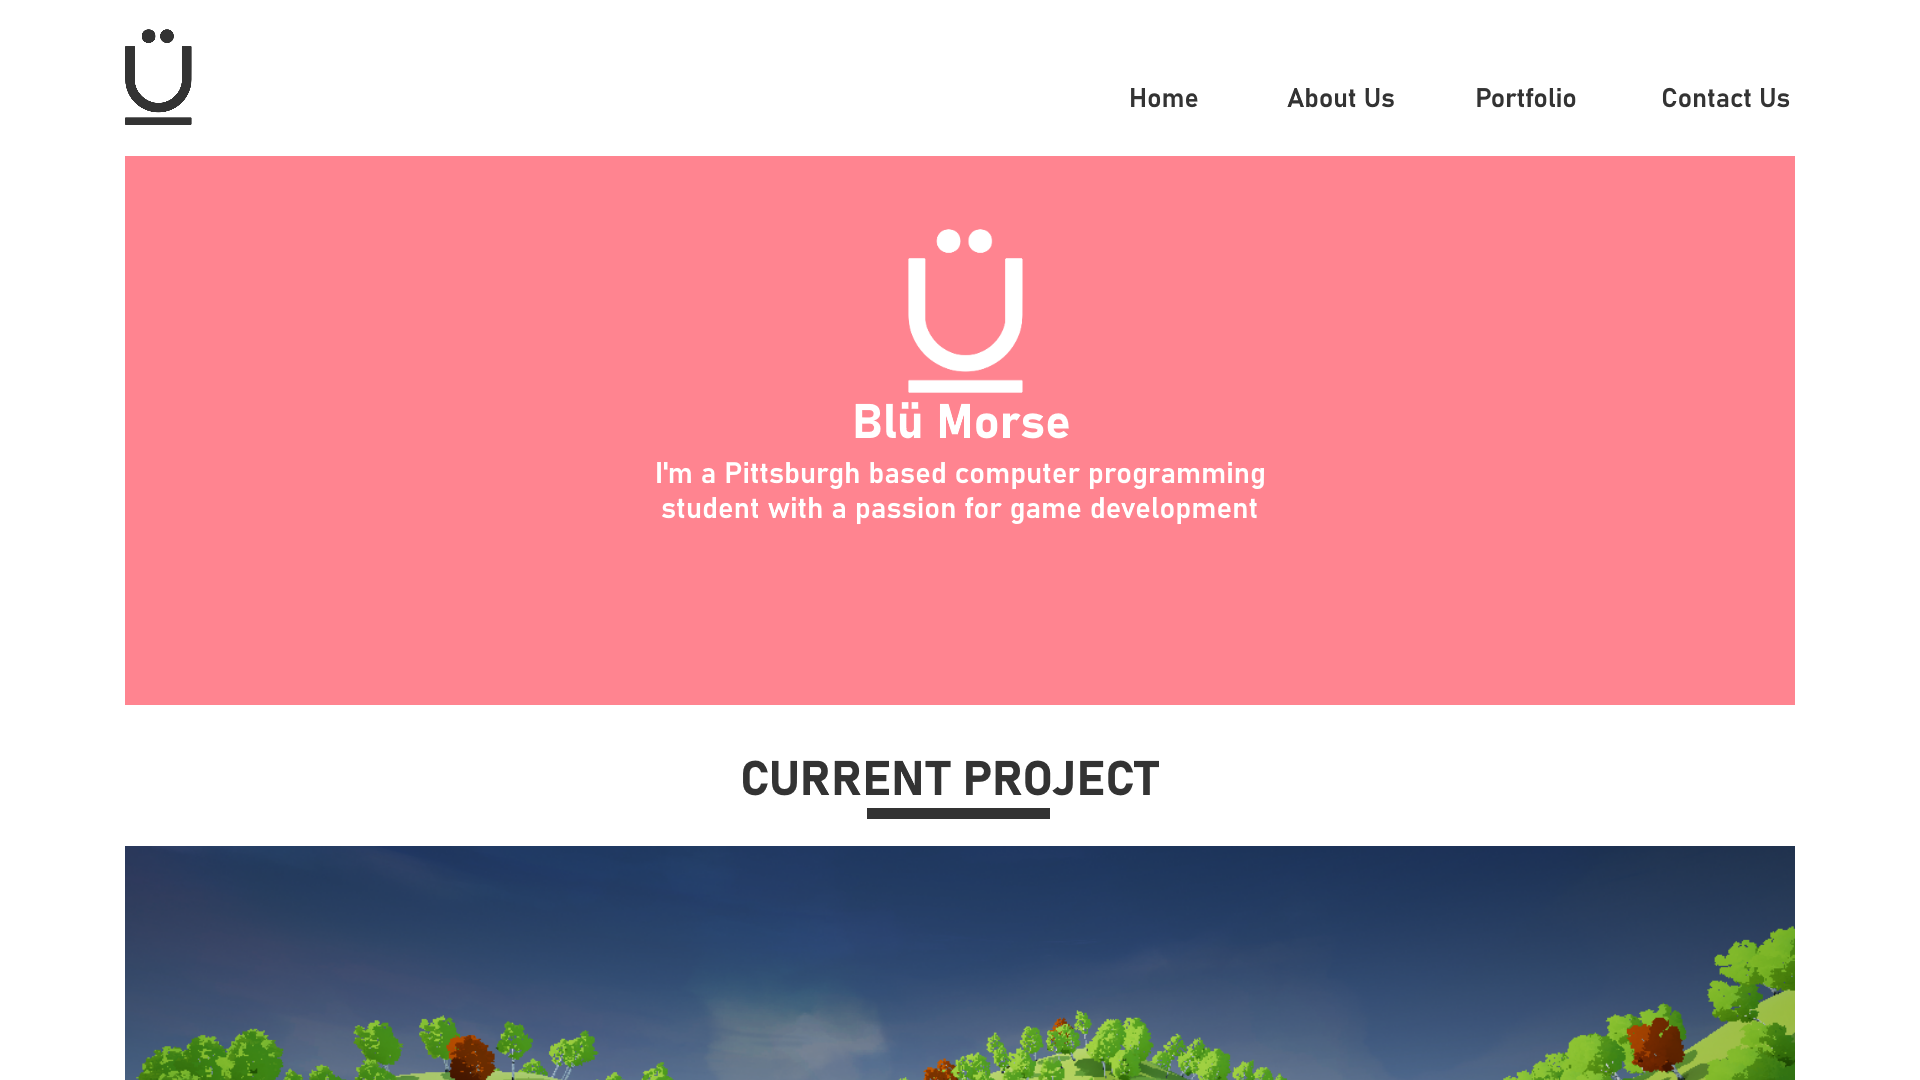 Ü
Home About Us Portfolio Contact Us
Ü
Blü Morse
I'm a Pittsburgh based computer programming
student with a passion for game development
CURRENT PROJECT